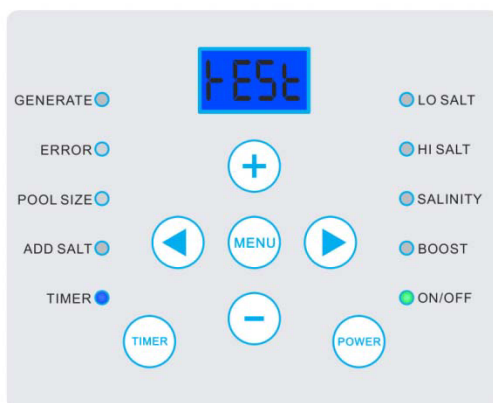 tESt
GENERATE
LO SALT
ERROR
HI SALT
+
POOL SIZE
SALINITY
MENU
ADD SALT
BOOST
TIMER
ON/OFF
−
TIMER
POWER